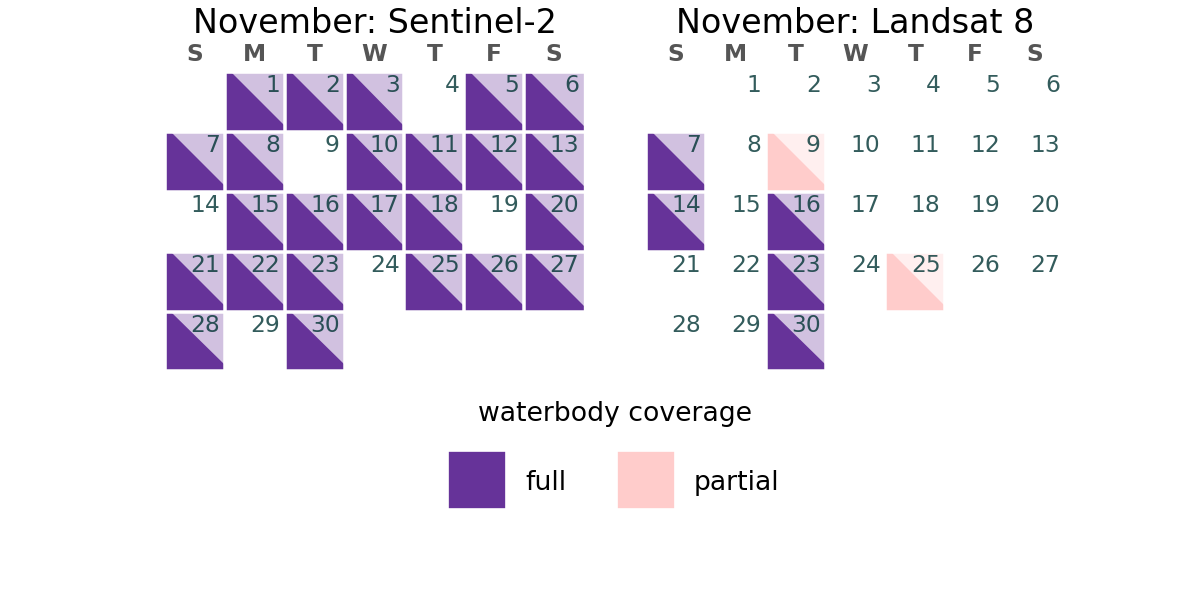 November: Sentinel-2
S M T W T F S
1 2 3 4 5 6
7 8 9 10 11 12 13
14 15 16 17 18 19 20
21 22 23 24 25 26 27
28 29 30
November: Landsat 8
S M T W T F S
1 2 3 4 5 6
7 8 9 10 11 12 13
14 15 16 17 18 19 20
21 22 23 24 25 26 27
28 29 30
waterbody coverage
full partial